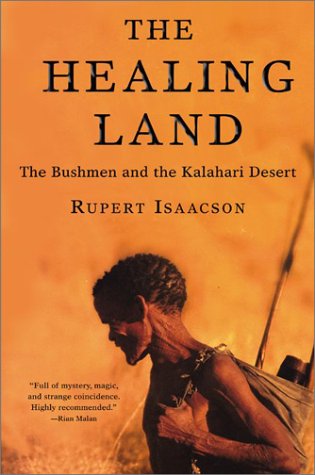 THE
HEALING
LAND
The Bushmen and the Kalahari Desert
RUPERT ISAACSON
"Full of mystery, magic,
and strange coincidence.
Highly recommended."
—Rian Malan